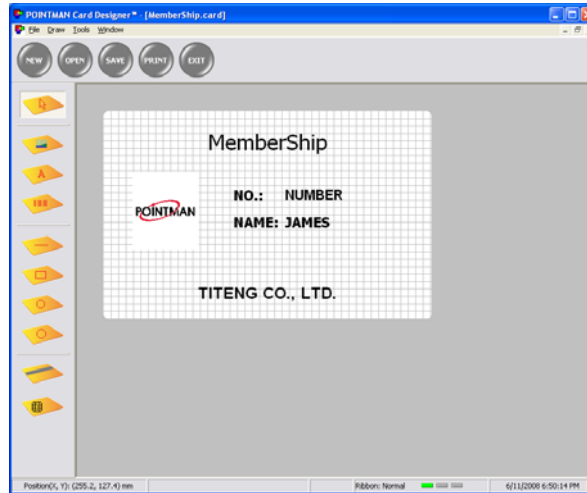 POINTMAN Card Designer™ - [MemberShip.card]
File Draw Tools Window
NEW OPEN SAVE PRINT EXIT
A
MemberShip
POINTMAN
NO.: NUMBER
NAME: JAMES
TITENG CO., LTD.
Position(X, Y): (255.2, 127.4) mm Ribbon: Normal 6/11/2008 6:50:14 PM